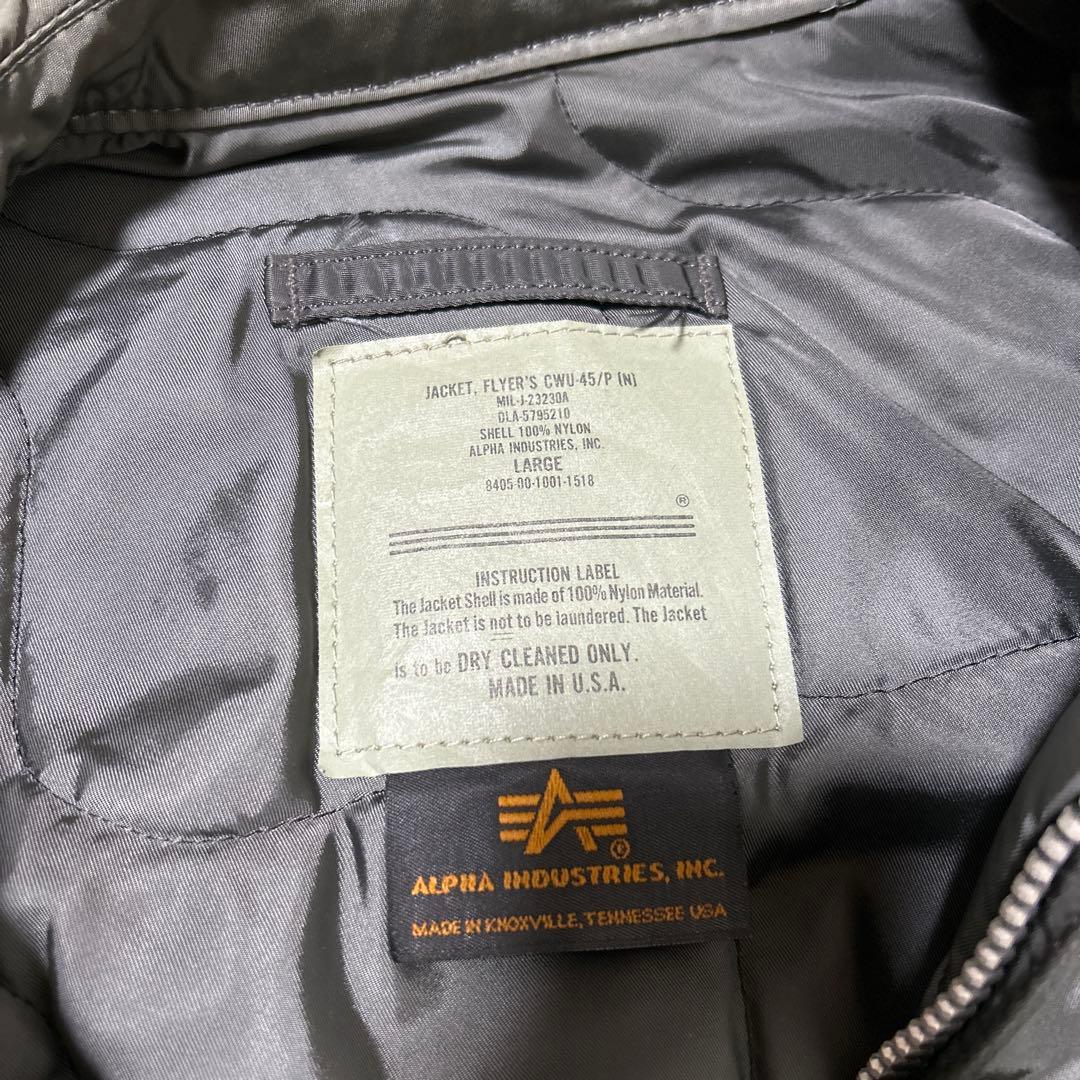 JACKET, FLYER'S CWU-45/P (N)
MIL-J-23230A
DLA-5795210
SHELL 100% NYLON
ALPHA INDUSTRIES, INC.
LARGE
8405-00-1001-1518
®
INSTRUCTION LABEL
The Jacket Shell is made of 100% Nylon Material.
The Jacket is not to be laundered. The Jacket
is to be DRY CLEANED ONLY.
MADE IN U.S.A.
®
ALPHA INDUSTRIES, INC.
MADE IN KNOXVILLE, TENNESSEE USA